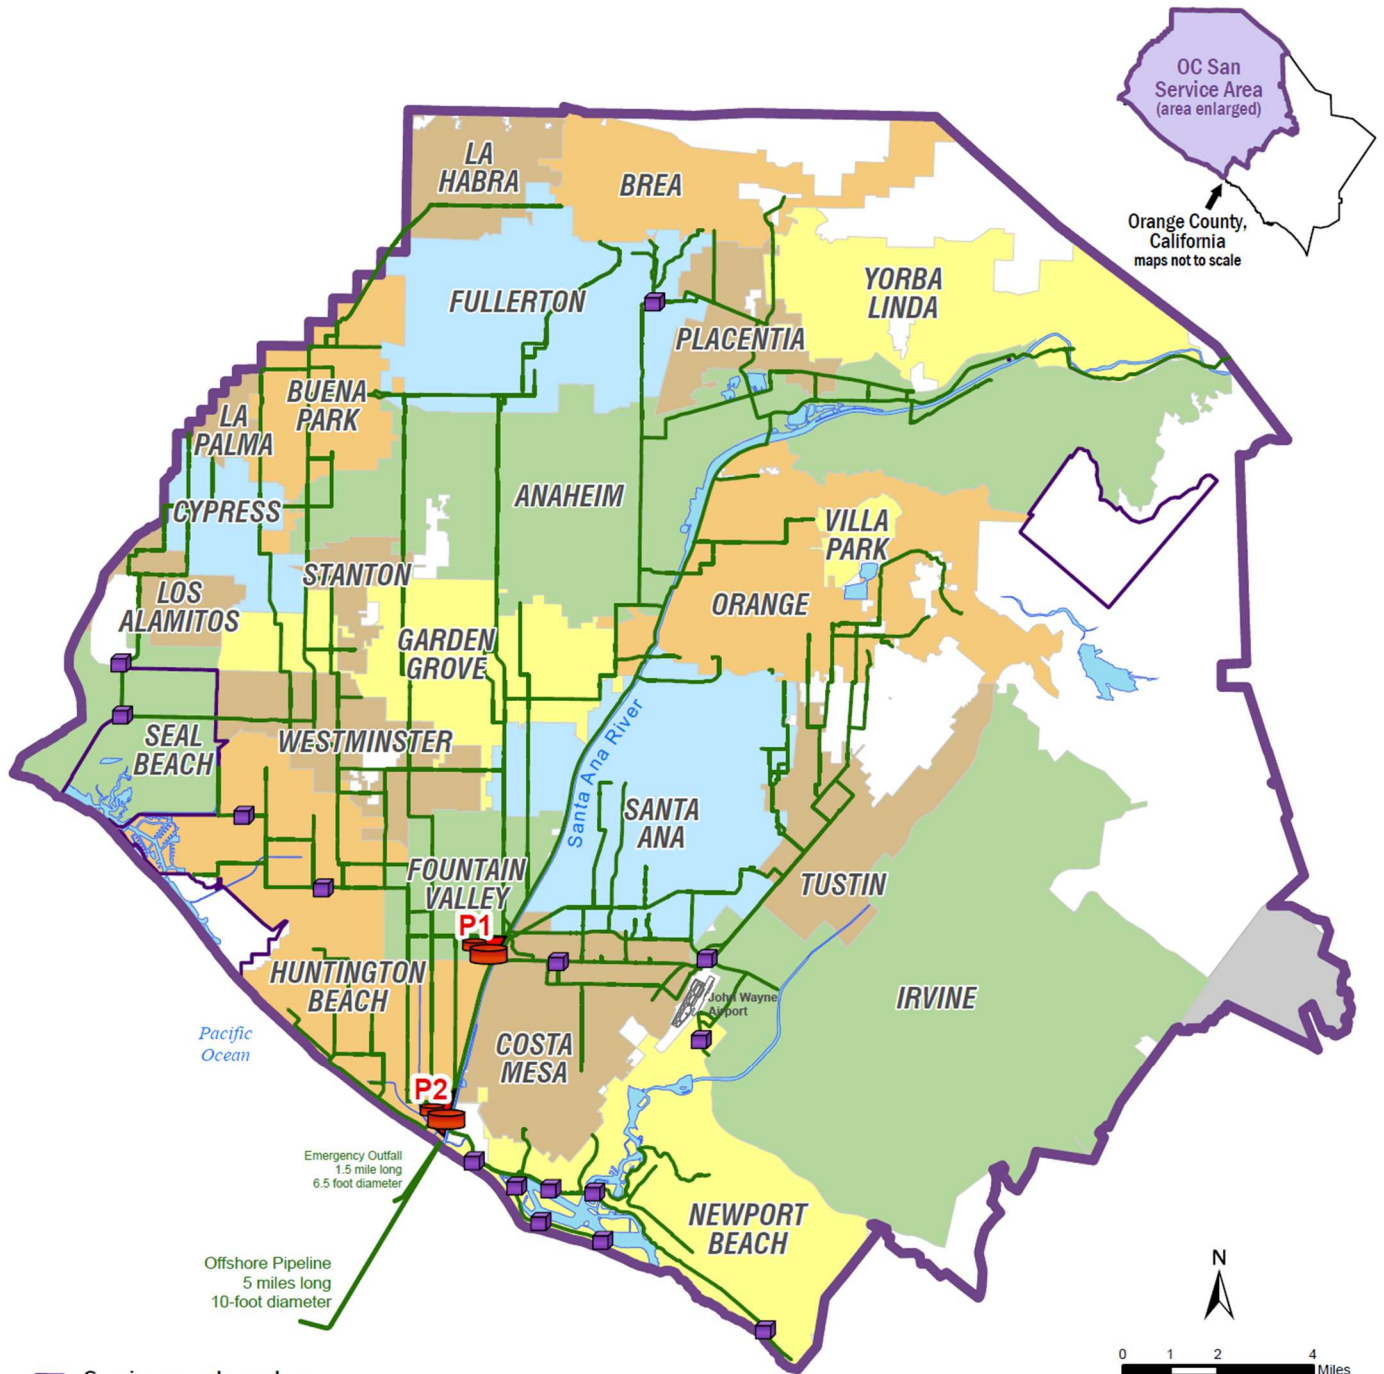 OC San
Service Area
(area enlarged)
Orange County,
California
maps not to scale
LA
HABRA
BREA
FULLERTON
YORBA
LINDA
PLACENTIA
BUENA
PARK
LA
PALMA
CYPRESS
ANAHEIM
VILLA
PARK
STANTON
LOS
ALAMITOS
ORANGE
GARDEN
GROVE
SEAL
BEACH
WESTMINSTER
Santa Ana River
SANTA
ANA
FOUNTAIN
VALLEY
TUSTIN
P1
HUNTINGTON
BEACH
John Wayne
Airport
IRVINE
Pacific
Ocean
COSTA
MESA
P2
Emergency Outfall
1.5 mile long
6.5 foot diameter
NEWPORT
BEACH
Offshore Pipeline
5 miles long
10-foot diameter
N
0 1 2 4
Miles